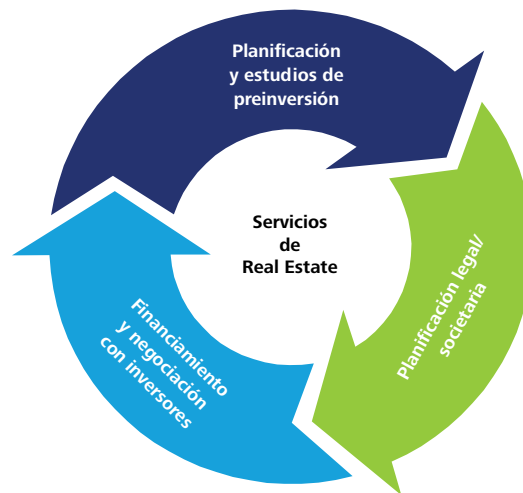 Planificación
y estudios de
preinversión
Servicios
de
Real Estate
Planificación legal/
societaria
Financiamiento
y negociación
con inversores